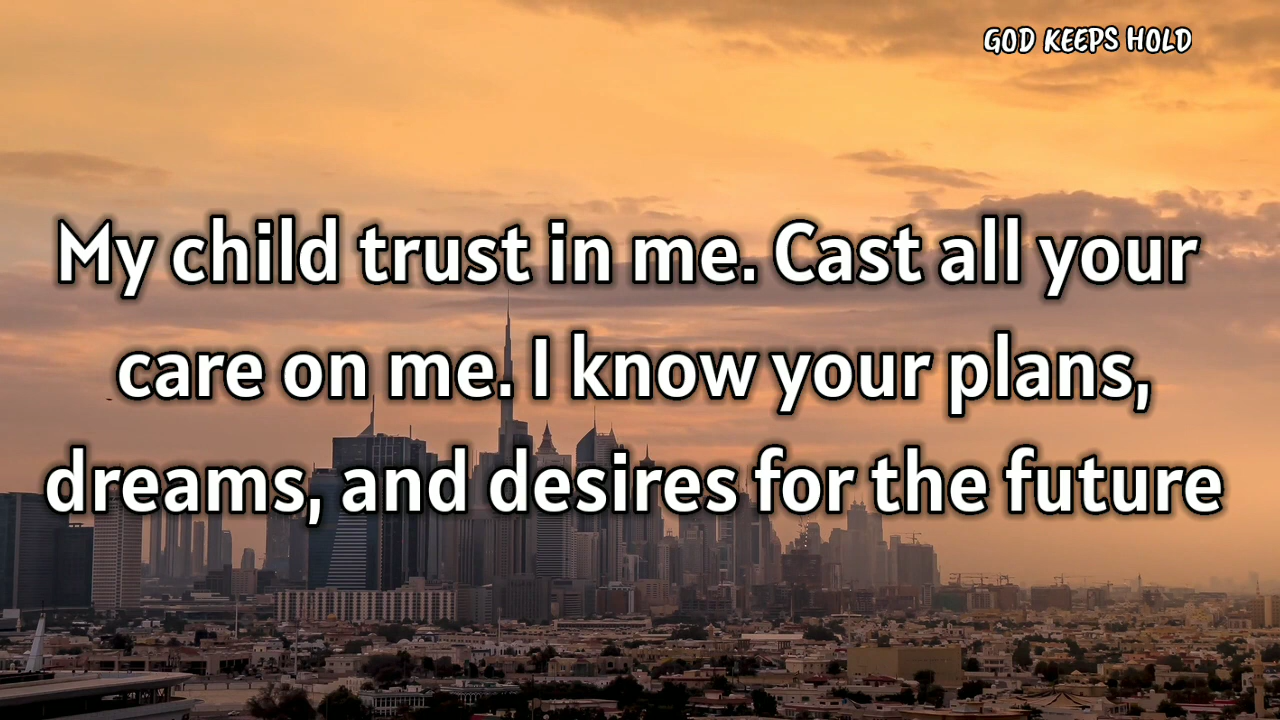 GOD KEEPS HOLD
My child trust in me. Cast all your
care on me. I know your plans,
dreams, and desires for the future